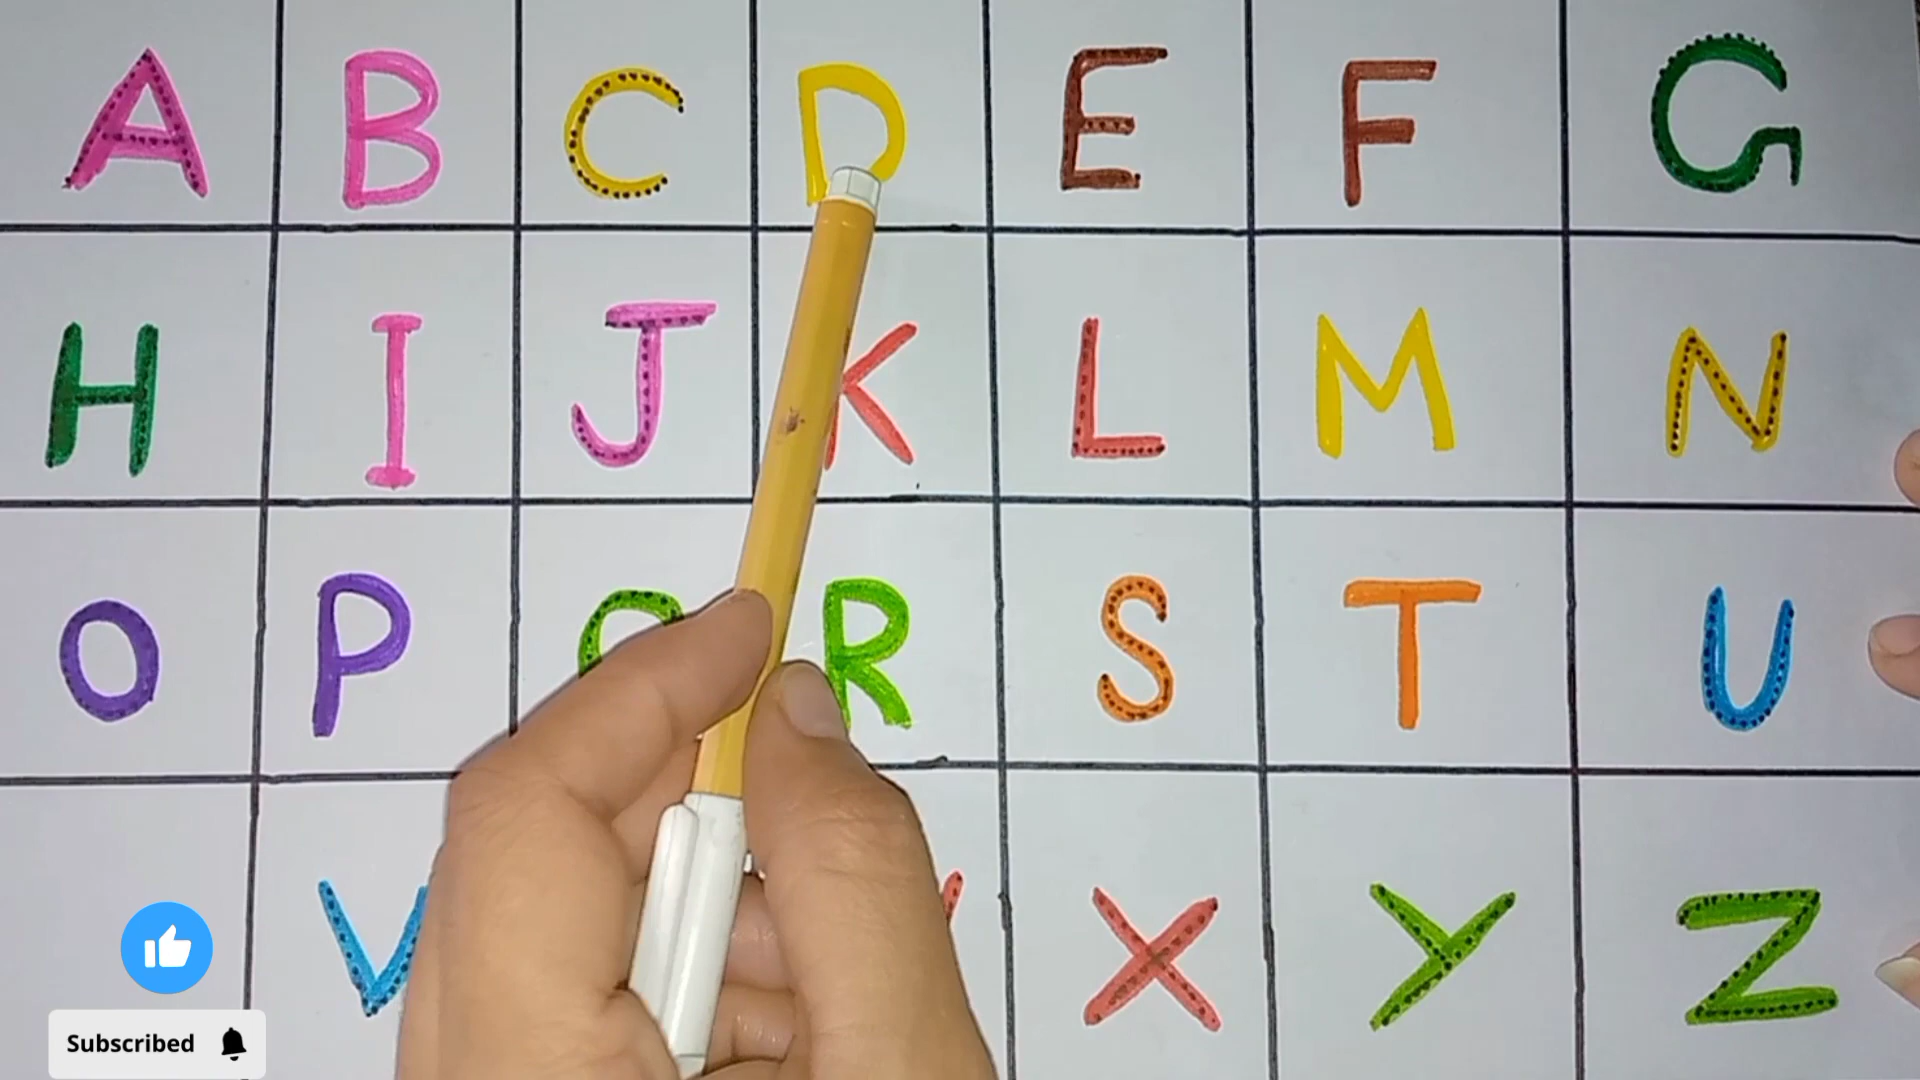 A B C D E F G
H I J K L M N
O P R S T U
V X Y Z
Subscribed